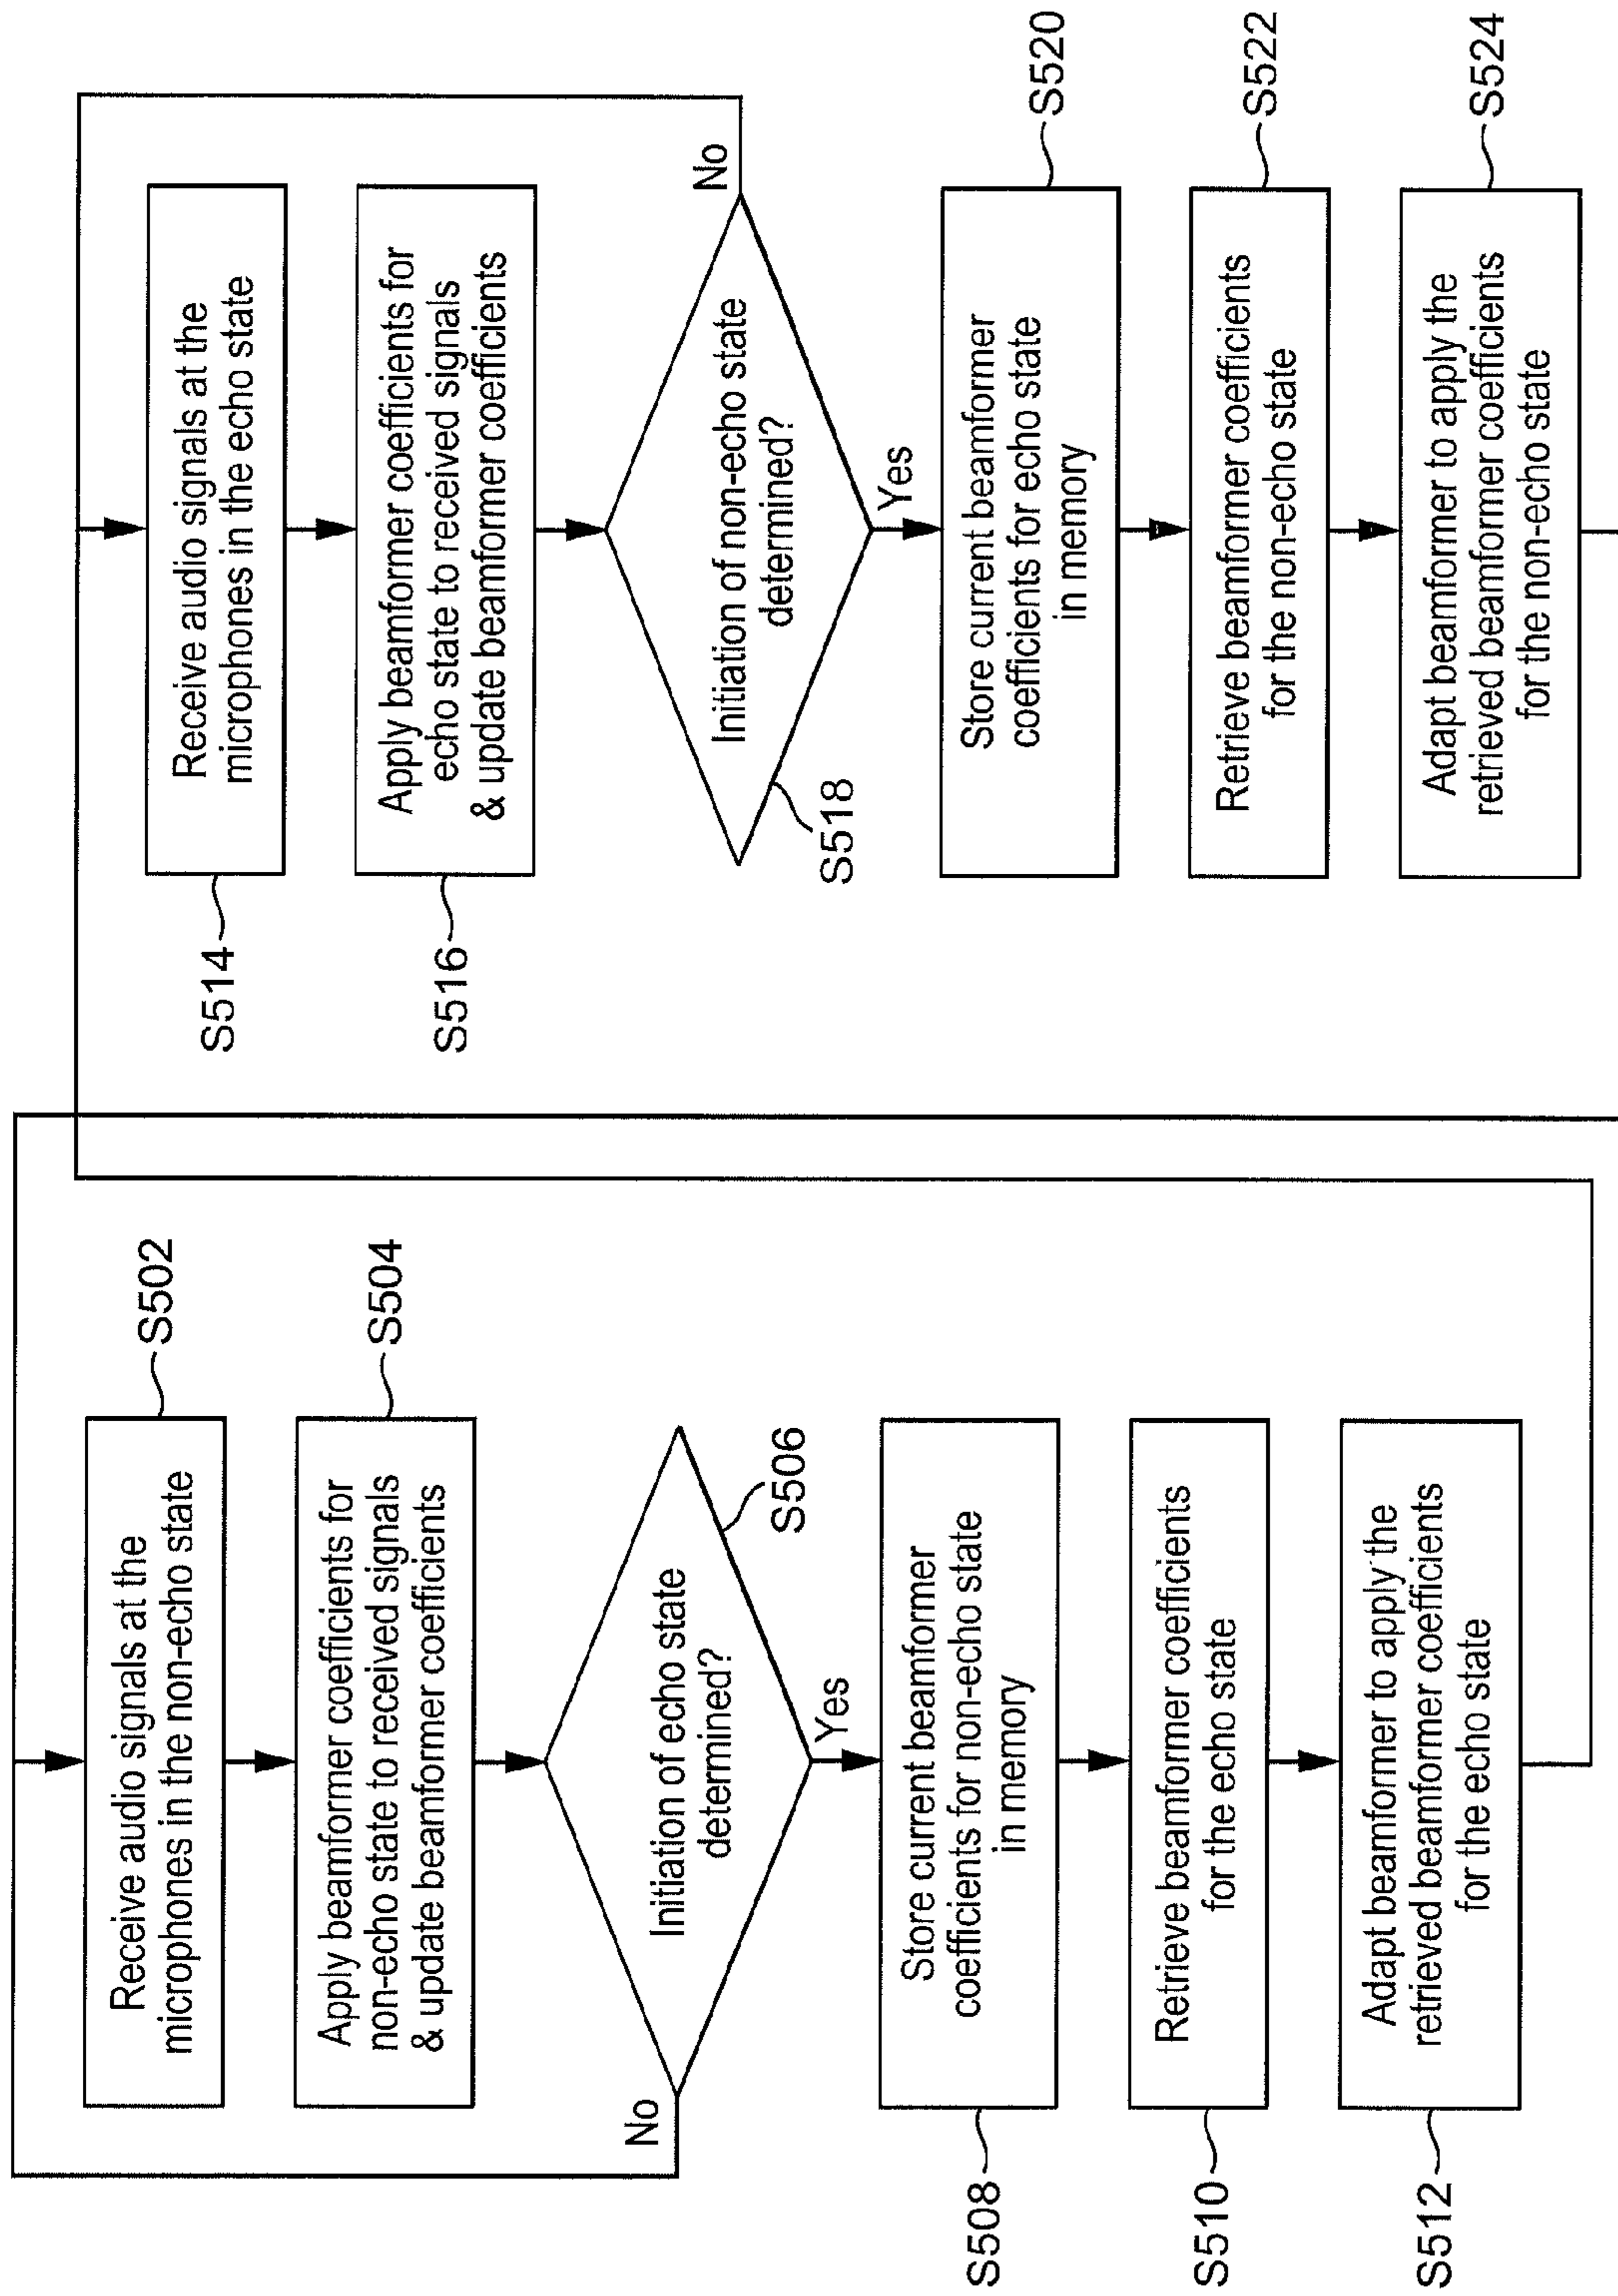 Receive audio signals at the
microphones in the non-echo state
S502
Apply beamformer coefficients for
non-echo state to received signals
& update beamformer coefficients
S504
Initiation of echo state
determined?
S506
No
Yes
Store current beamformer
coefficients for non-echo state
in memory
S508
Retrieve beamformer coefficients
for the echo state
S510
Adapt beamformer to apply the
retrieved beamformer coefficients
for the echo state
S512
Receive audio signals at the
microphones in the echo state
S514
Apply beamformer coefficients for
echo state to received signals
& update beamformer coefficients
S516
Initiation of non-echo state
determined?
S518
No
Yes
Store current beamformer
coefficients for echo state
in memory
S520
Retrieve beamformer coefficients
for the non-echo state
S522
Adapt beamformer to apply the
retrieved beamformer coefficients
for the non-echo state
S524